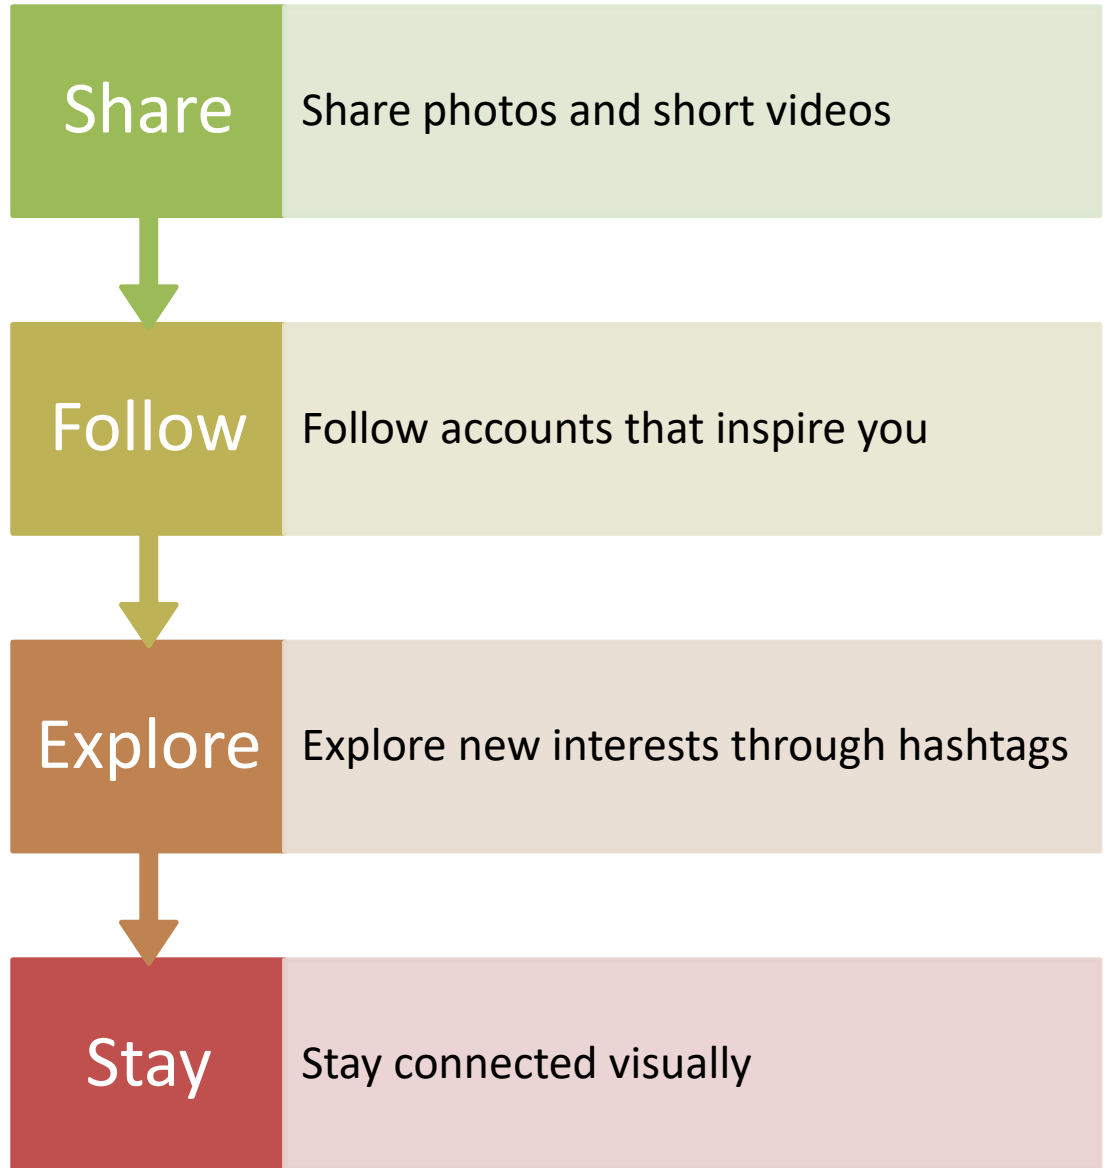 Share
Share photos and short videos
Follow
Follow accounts that inspire you
Explore
Explore new interests through hashtags
Stay
Stay connected visually